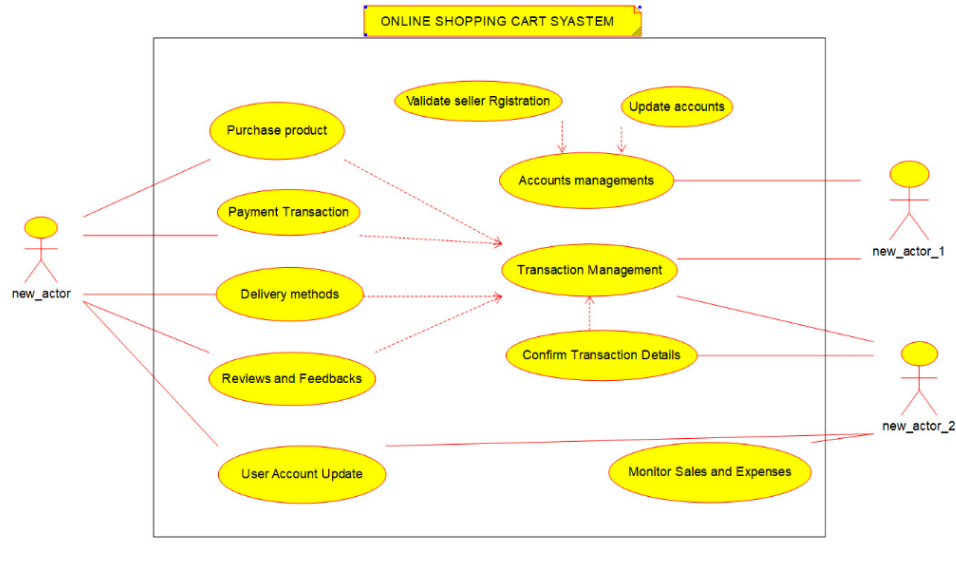 ONLINE SHOPPING CART SYASTEM
Validate seller Rgistration
Update accounts
Purchase product
Accounts managements
Payment Transaction
new_actor_1
Transaction Management
new_actor
Delivery methods
Confirm Transaction Details
Reviews and Feedbacks
new_actor_2
User Account Update
Monitor Sales and Expenses